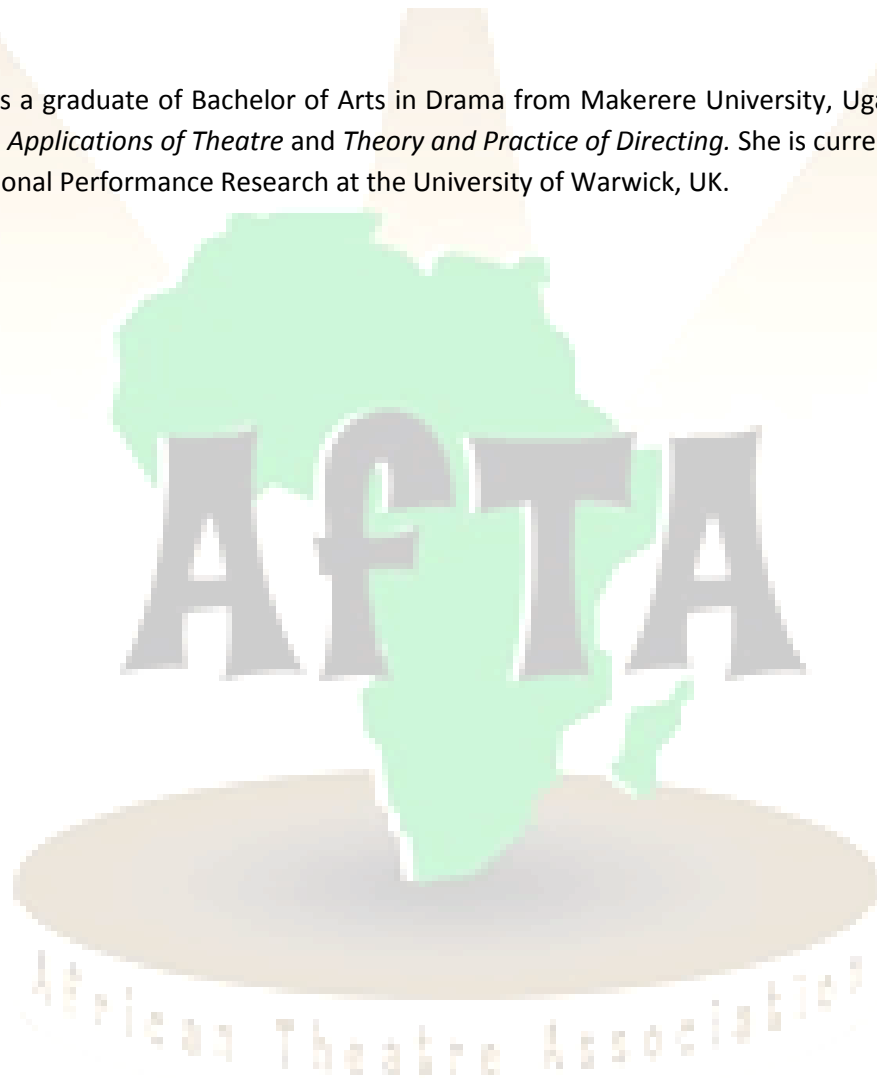 s a graduate of Bachelor of Arts in Drama from Makerere University, Uga
Applications of Theatre and Theory and Practice of Directing. She is curre
onal Performance Research at the University of Warwick, UK.
AfTA
African Theatre Association